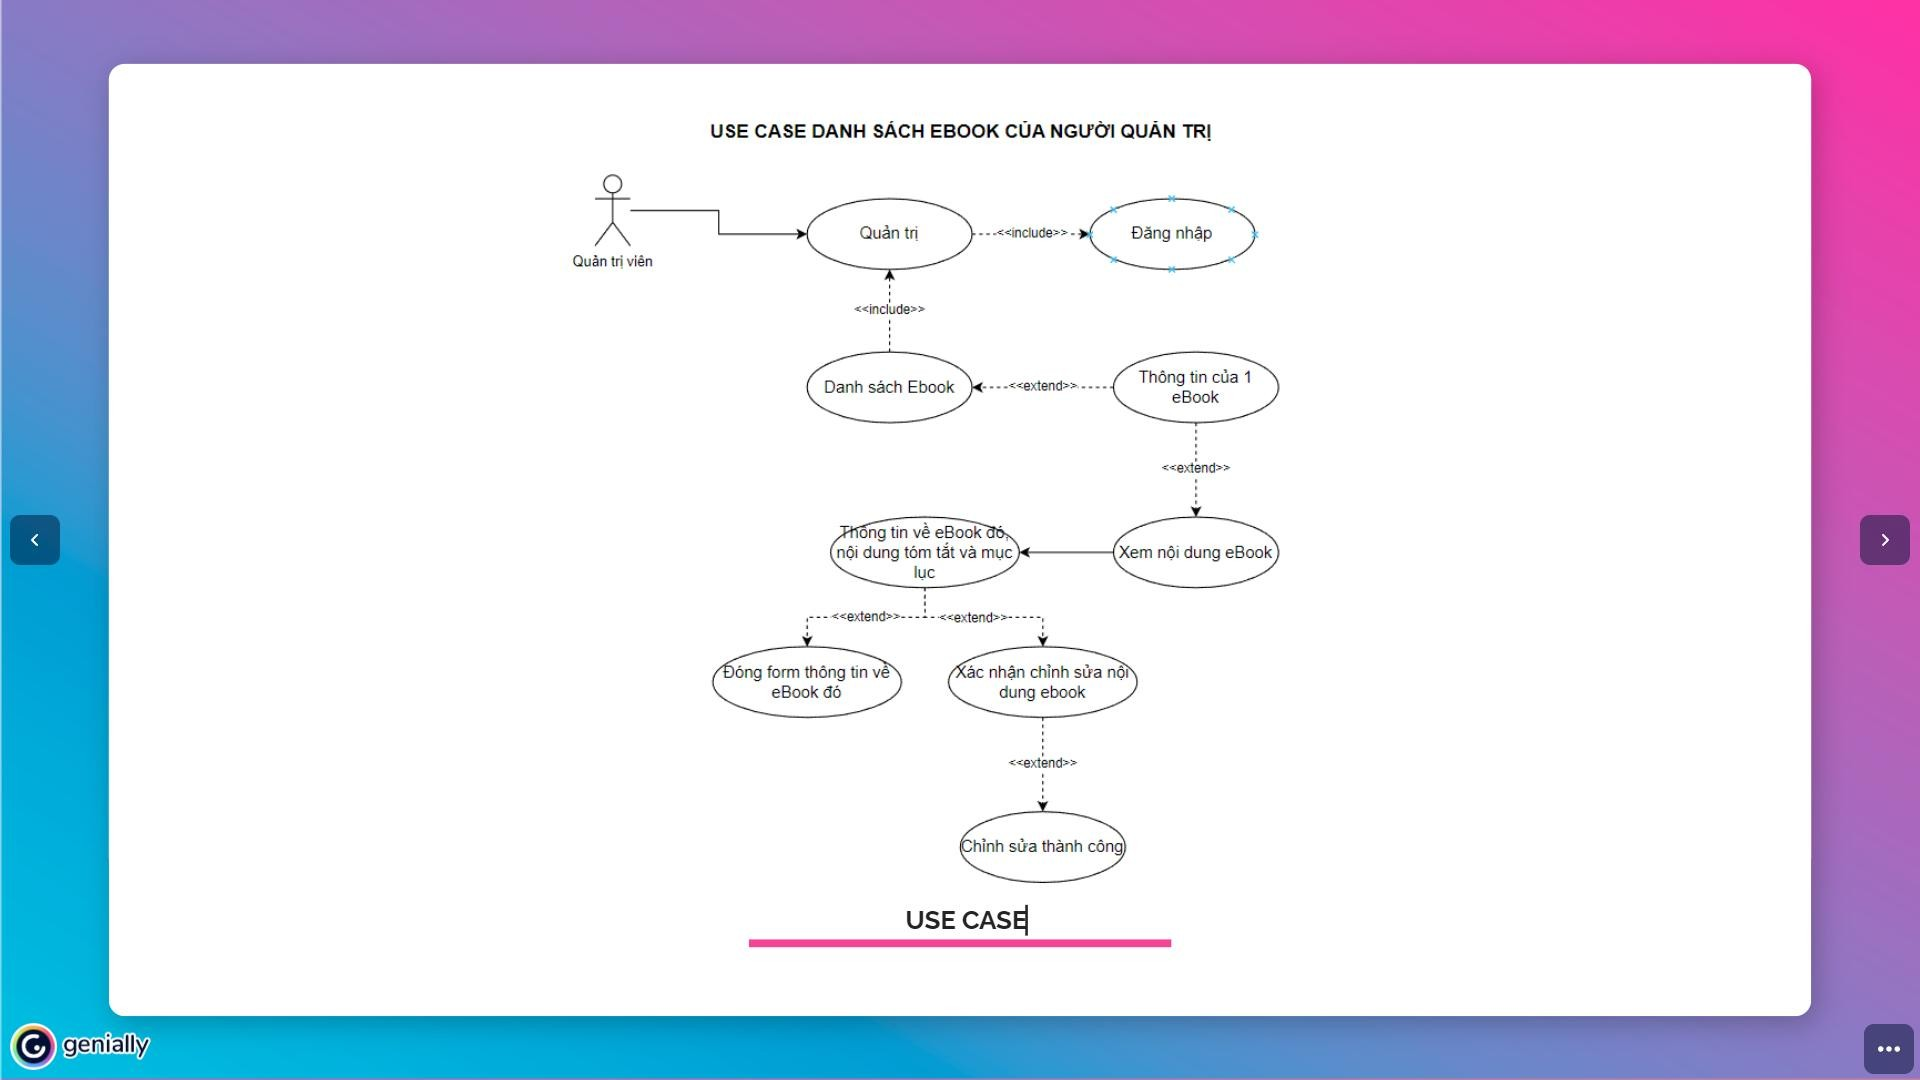 USE CASE DANH SÁCH EBOOK CỦA NGƯỜI QUẢN TRỊ
Quản trị viên
Quản trị
<<include>>
Đăng nhập
<<include>>
Danh sách Ebook
<<extend>>
Thông tin của 1
eBook
<<extend>>
Thông tin về eBook đó,
nội dung tóm tắt và mục
lục
Xem nội dung eBook
<<extend>>
<<extend>>
Đóng form thông tin về
eBook đó
Xác nhận chỉnh sửa nội
dung ebook
<<extend>>
Chỉnh sửa thành công
USE CASE
genially